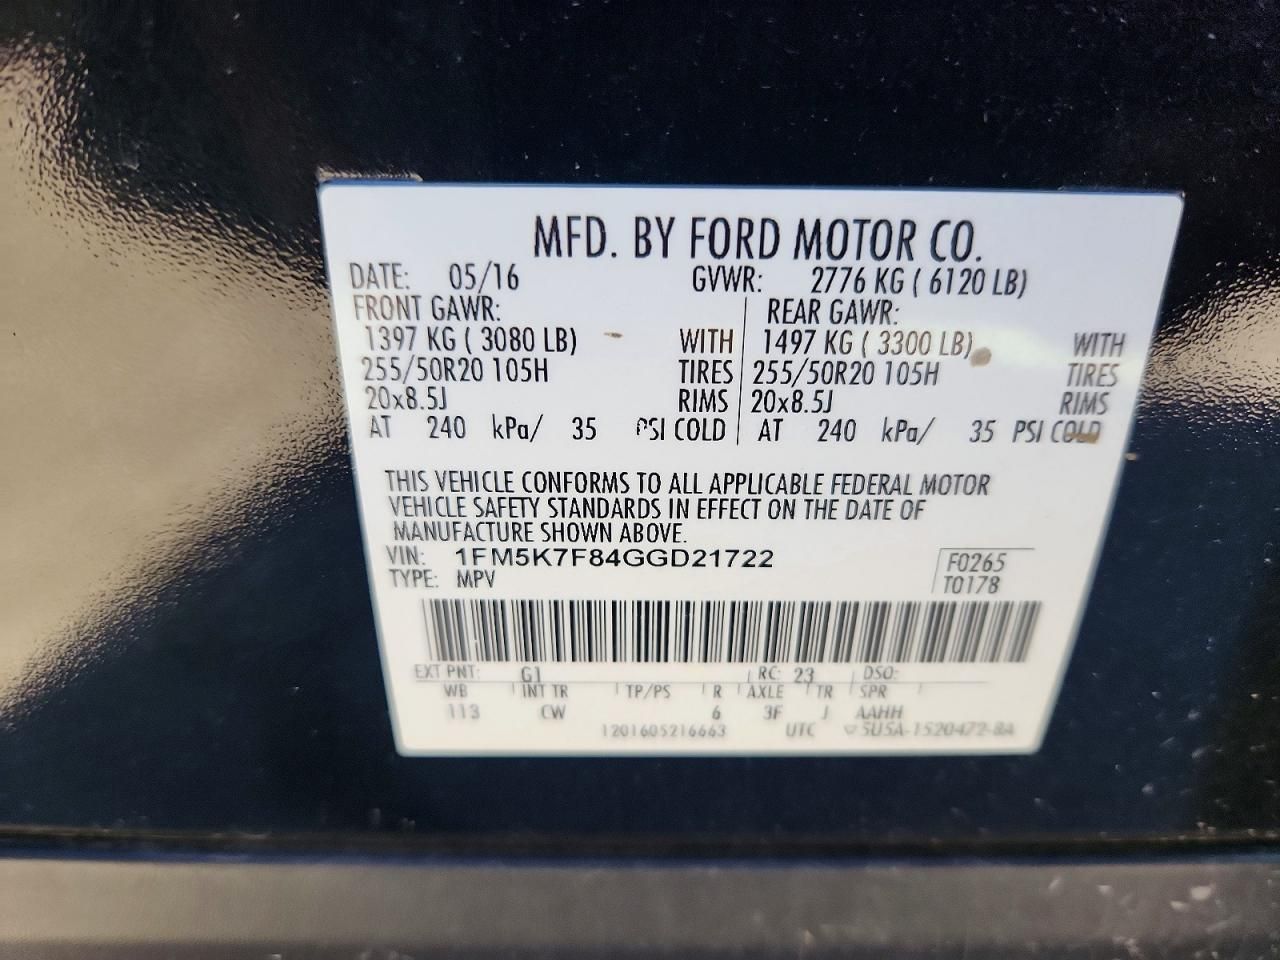 MFD. BY FORD MOTOR CO.
DATE: 05/16 GVWR: 2776 KG ( 6120 LB)
FRONT GAWR: REAR GAWR:
1397 KG ( 3080 LB) WITH 1497 KG ( 3300 LB) WITH
255/50R20 105H TIRES 255/50R20 105H TIRES
20x8.5J RIMS 20x8.5J RIMS
AT 240 kPa/ 35 PSI COLD AT 240 kPa/ 35 PSI COLD
THIS VEHICLE CONFORMS TO ALL APPLICABLE FEDERAL MOTOR
VEHICLE SAFETY STANDARDS IN EFFECT ON THE DATE OF
MANUFACTURE SHOWN ABOVE.
VIN: 1FM5K7F84GGD21722 F0265
TYPE: MPV T0178
EXT PNT: G1 RC: 23 DSO:
WB INT TR TP/PS R AXLE TR SPR
113 CW 6 3F J AAHH
1201605216663 UTC 5U5A-1520472-BA